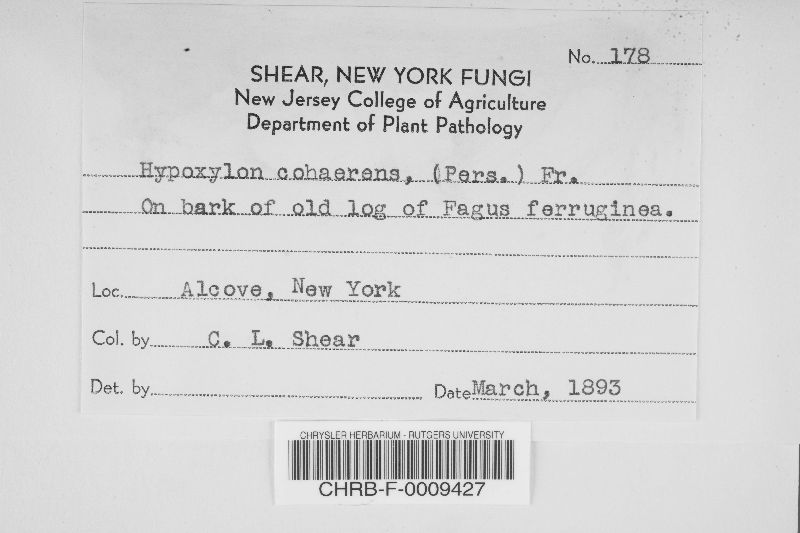 No. 178
SHEAR, NEW YORK FUNGI
New Jersey College of Agriculture
Department of Plant Pathology
Hypoxylon cohaerens, (Pers.) Fr.
On bark of old log of Fagus ferruginea.
Loc. Alcove, New York
Col. by C. L. Shear
Det. by
Date March, 1893
CHRYSLER HERBARIUM - RUTGERS UNIVERSITY
CHRB-F-0009427